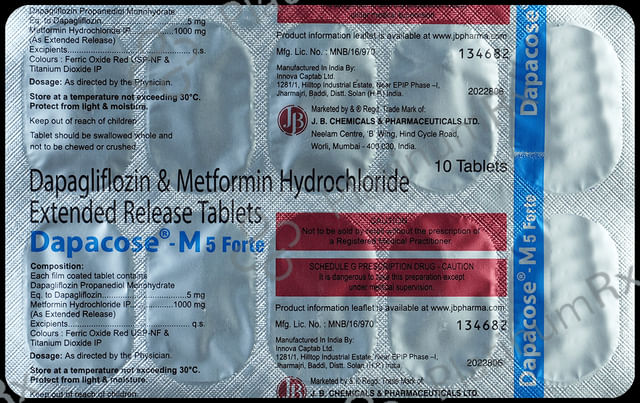 Dapagliflozin Propanediol Monohydrate
Eq. to Dapagliflozin 5 mg
Metformin Hydrochloride IP 1000 mg
(As Extended Release)
Excipients q.s.
Colours : Ferric Oxide Red USP-NF &
Titanium Dioxide IP
Dosage: As directed by the Physician.
Store at a temperature not exceeding 30°C.
Protect from light & moisture.
Keep out of reach of children.
Tablet should be swallowed whole and
not to be chewed or crushed.
Product information leaflet is available at www.jbpharma.com
Mfg. Lic. No. : MNB/16/970
134682
Manufactured In India By:
Innova Captab Ltd.
1281/1, Hilltop Industrial Estate, Near EPIP Phase –I,
Jharmajri, Baddi, Distt. Solan (H.P.) India.
2022806
Marketed by & ® Regd. Trade Mark of:
JB
J. B. CHEMICALS & PHARMACEUTICALS LTD.
Neelam Centre, 'B' Wing, Hind Cycle Road,
Worli, Mumbai - 400 030, India.
10 Tablets
Dapagliflozin & Metformin Hydrochloride
Extended Release Tablets
Dapacose®-M 5 Forte
Composition:
Each film coated tablet contains
Dapagliflozin Propanediol Monohydrate
Eq. to Dapagliflozin 5 mg
Metformin Hydrochloride IP 1000 mg
(As Extended Release)
Excipients q.s.
Colours : Ferric Oxide Red USP-NF &
Titanium Dioxide IP
Dosage: As directed by the Physician.
Store at a temperature not exceeding 30°C.
Protect from light & moisture.
Keep out of reach of children.
CAUTION
Not to be sold by retail without the prescription of
a Registered Medical Practitioner.
SCHEDULE G PRESCRIPTION DRUG - CAUTION
It is dangerous to take this preparation except
under medical supervision.
Product information leaflet is available at www.jbpharma.com
Mfg. Lic. No. : MNB/16/970
134682
Manufactured In India By:
Innova Captab Ltd.
1281/1, Hilltop Industrial Estate, Near EPIP Phase –I,
Jharmajri, Baddi, Distt. Solan (H.P.) India.
2022806
Marketed by & ® Regd. Trade Mark of:
JB
J. B. CHEMICALS & PHARMACEUTICALS LTD.
Dapacose®
Dapacose®-M 5 Forte